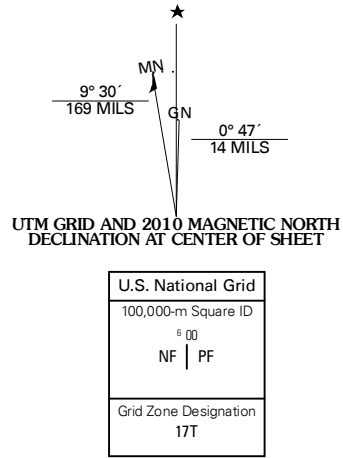 ★
MN
9° 30´
169 MILS
GN
0° 47´
14 MILS
UTM GRID AND 2010 MAGNETIC NORTH
DECLINATION AT CENTER OF SHEET
U.S. National Grid
100,000-m Square ID
6 00
NF | PF
Grid Zone Designation
17T